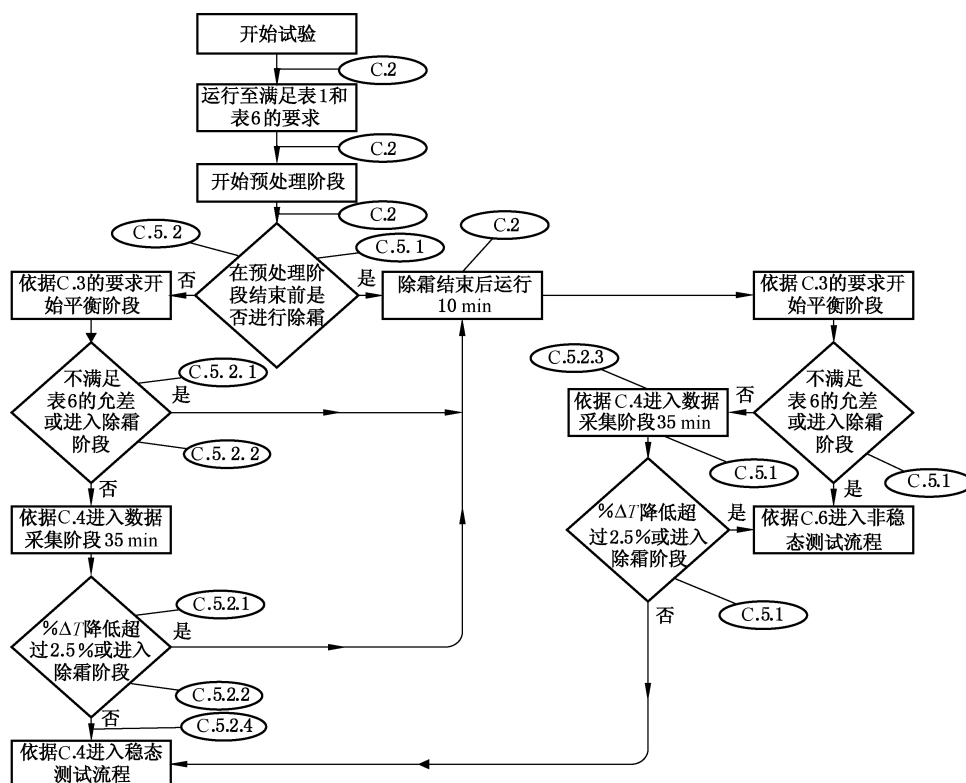 开始试验
C.2
运行至满足表1和
表6的要求
C.2
开始预处理阶段
C.2
C.5.2
C.5.1
C.2
在预处理阶
段结束前是
否进行除霜
否
是
依据C.3的要求开
始平衡阶段
除霜结束后运行
10 min
依据C.3的要求开
始平衡阶段
不满足
表6的允差
或进入除霜
阶段
C.5.2.1
是
C.5.2.2
否
C.5.2.3
依据C.4进入数据
采集阶段35 min
C.5.1
否
不满足
表6的允差
或进入除霜
阶段
C.5.1
是
依据C.4进入数据
采集阶段35 min
%ΔT降低超
过2.5%或进入
除霜阶段
是
依据C.6进入非稳
态测试流程
C.5.1
否
C.5.2.1
%ΔT降低超
过2.5%或进入
除霜阶段
是
C.5.2.2
否
C.5.2.4
依据C.4进入稳态
测试流程